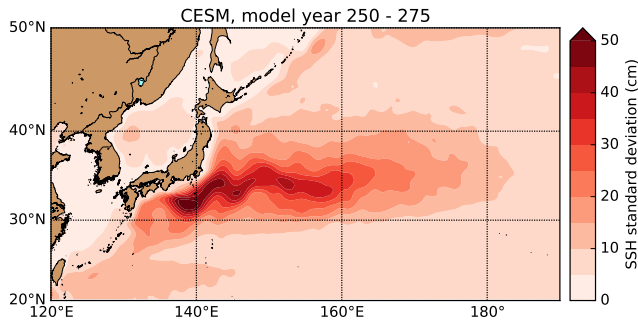 CESM, model year 250 - 275
50°N
40°N
30°N
20°N
120°E
140°E
160°E
180°
50
40
30
20
10
0
SSH standard deviation (cm)